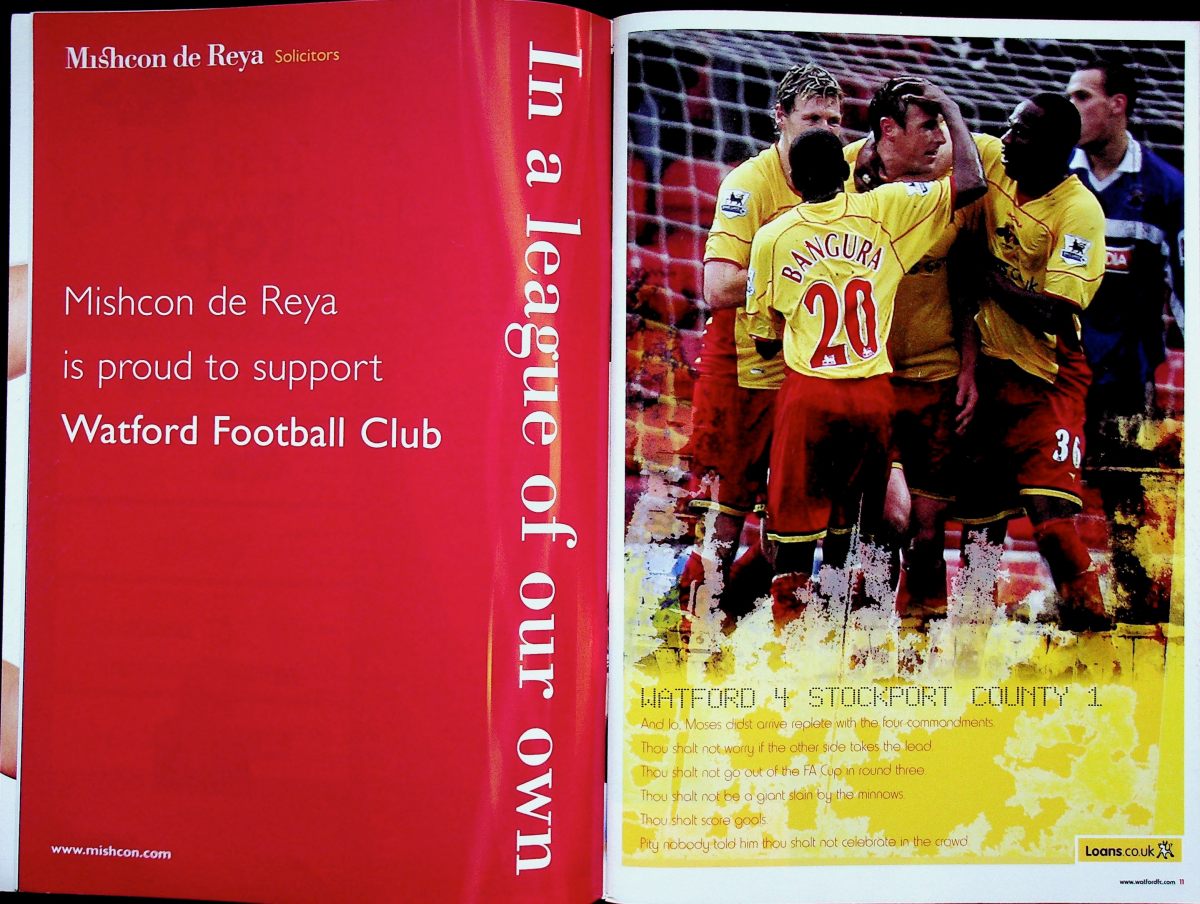 Mishcon de Reya Solicitors
Mishcon de Reya
is proud to support
Watford Football Club
www.mishcon.com
In a league of our own
BANGURA
20
36
WATFORD 4 STOCKPORT COUNTY 1
And lo, Moses didst arrive replete with the four commandments.
Thou shalt not worry if the other side takes the lead.
Thou shalt not go out of the FA Cup in round three.
Thou shalt not be a giant slain by the minnows.
Thou shalt score goals.
Pity nobody told him thou shalt not celebrate in the crowd.
Loans.co.uk
www.watfordfc.com 11